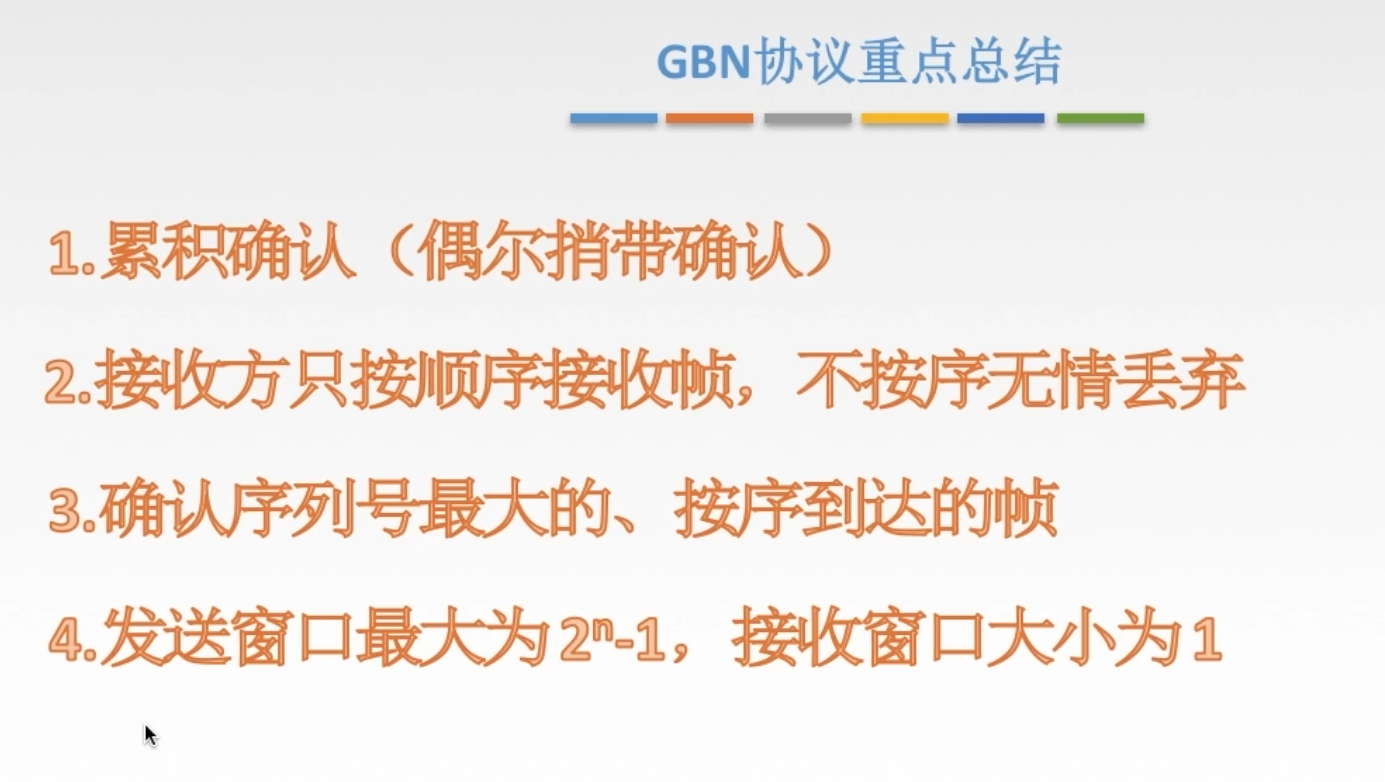 GBN协议重点总结
1.累积确认（偶尔捎带确认）
2.接收方只按顺序接收帧，不按序无情丢弃
3.确认序列号最大的、按序到达的帧
4.发送窗口最大为2ⁿ-1，接收窗口大小为1